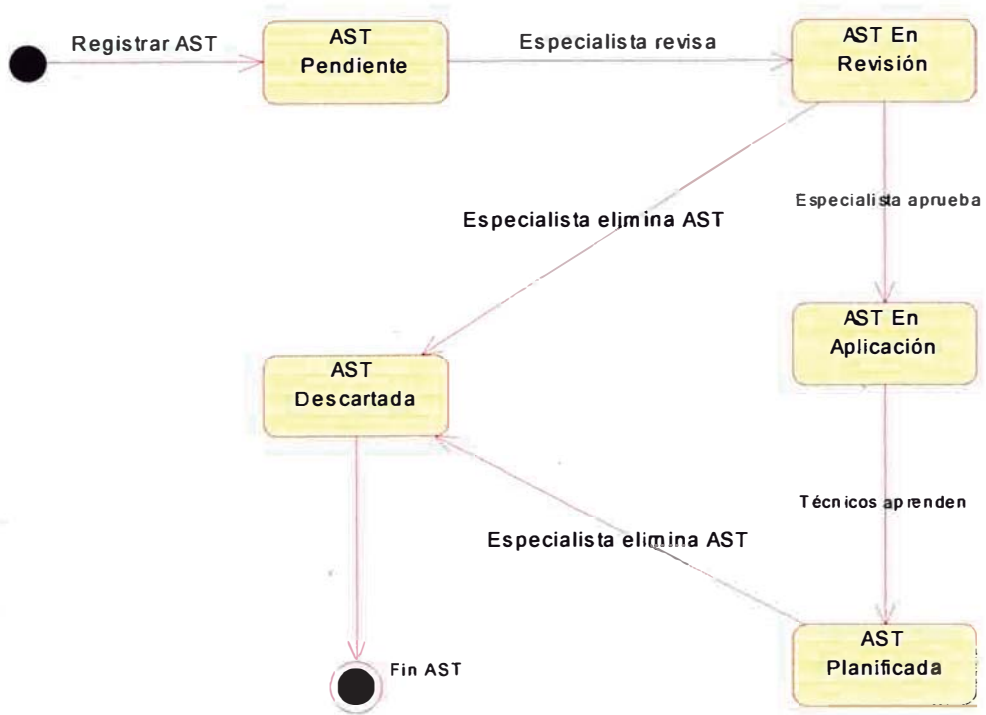 Registrar AST
AST
Pendiente
Especialista revisa
AST En
Revisión
Especialista elimina AST
Especialista aprueba
AST En
Aplicación
AST
Descartada
Técnicos aprenden
Especialista elimina AST
AST
Planificada
Fin AST